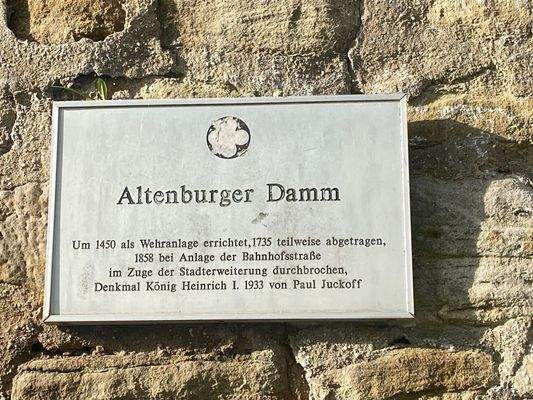 Altenburger Damm
Um 1450 als Wehranlage errichtet,1735 teilweise abgetragen,
1858 bei Anlage der Bahnhofsstraße
im Zuge der Stadterweiterung durchbrochen,
Denkmal König Heinrich I. 1933 von Paul Juckoff